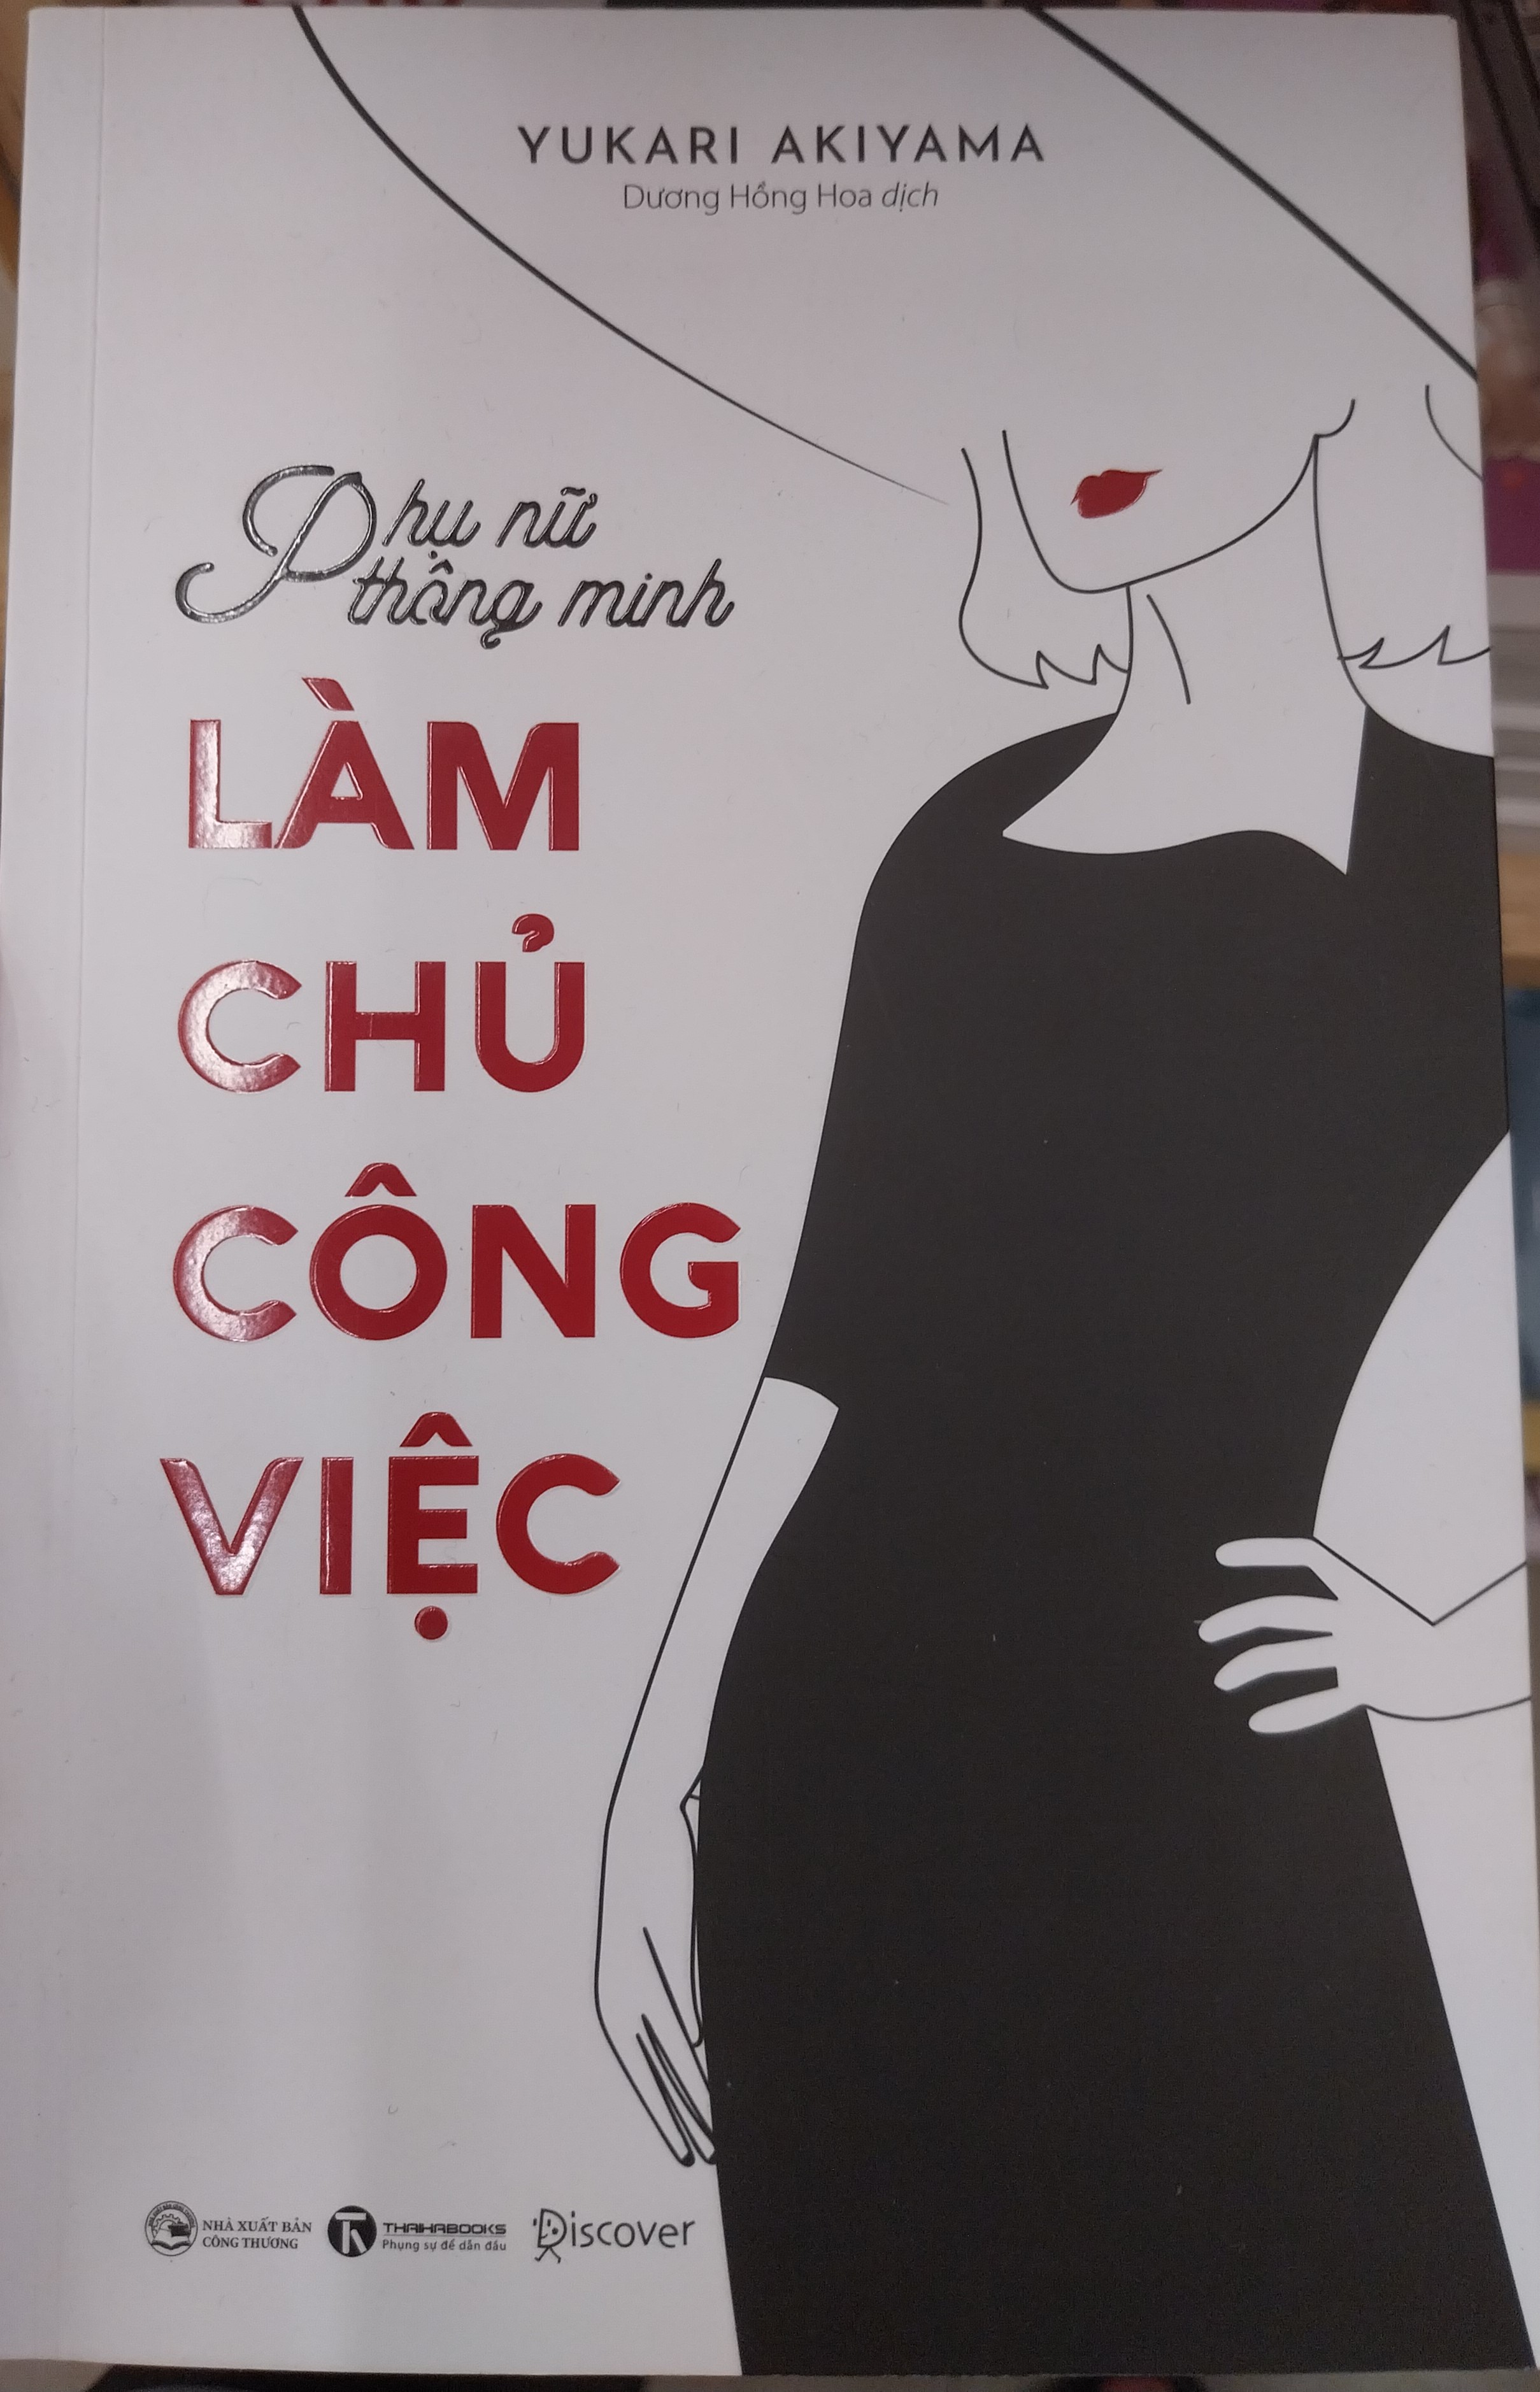 YUKARI AKIYAMA
Dương Hồng Hoa dịch
Phụ nữ
thông minh
LÀM
CHỦ
CÔNG
VIỆC
NHÀ XUẤT BẢN
CÔNG THƯƠNG
THAIHABOOKS
Phụng sự để dẫn đầu
Discover